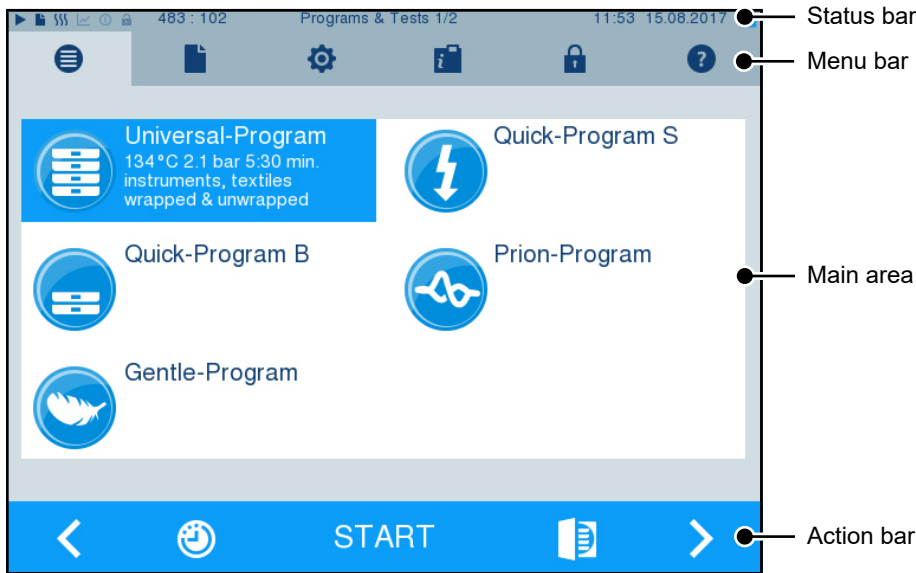 483 : 102 Programs & Tests 1/2 11:53 15.08.2017
Status bar
Menu bar
Universal-Program
134°C 2.1 bar 5:30 min.
instruments, textiles
wrapped & unwrapped
Quick-Program S
Quick-Program B
Prion-Program
Main area
Gentle-Program
START
Action bar